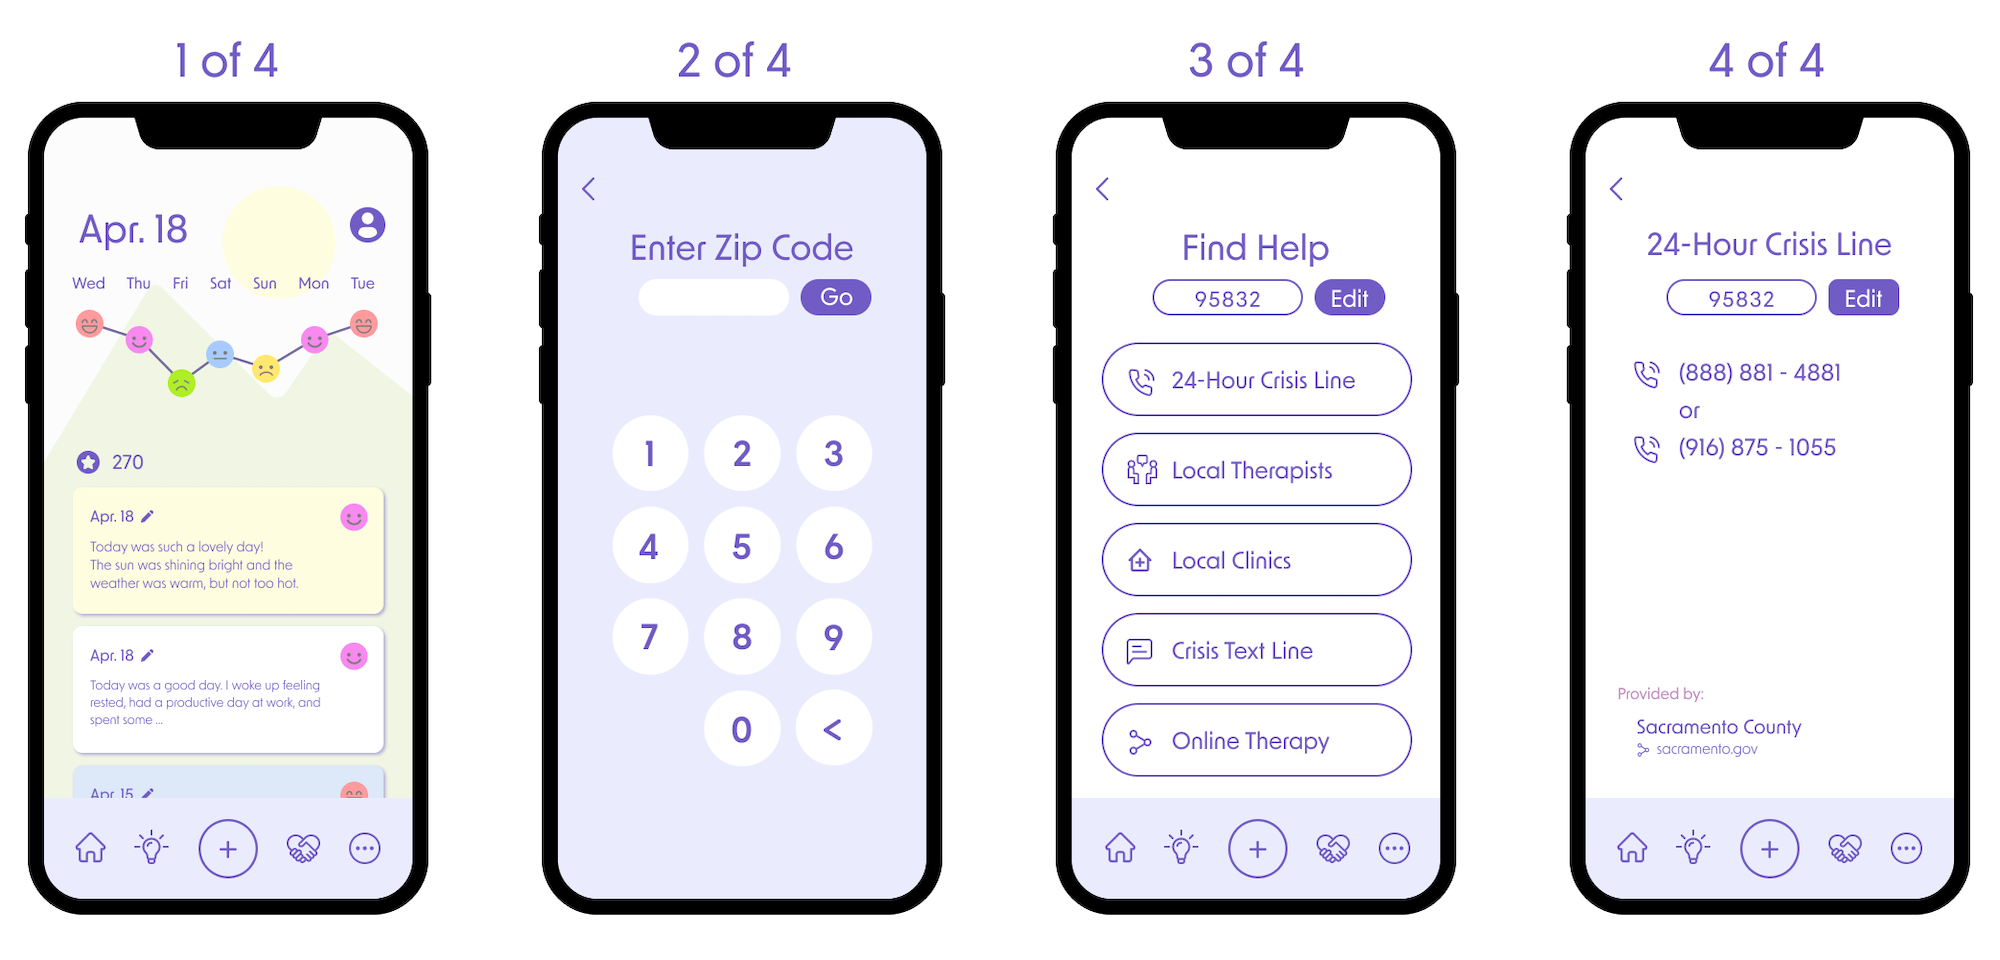 1 of 4
Apr. 18
Wed Thu Fri Sat Sun Mon Tue
270
Apr. 18
Today was such a lovely day!
The sun was shining bright and the
weather was warm, but not too hot.
Apr. 18
Today was a good day. I woke up feeling
rested, had a productive day at work, and
spent some ...
Apr. 15
2 of 4
Enter Zip Code
Go
1 2 3
4 5 6
7 8 9
0 <
3 of 4
Find Help
95832 Edit
24-Hour Crisis Line
Local Therapists
Local Clinics
Crisis Text Line
Online Therapy
4 of 4
24-Hour Crisis Line
95832 Edit
(888) 881 - 4881
or
(916) 875 - 1055
Provided by:
Sacramento County
sacramento.gov